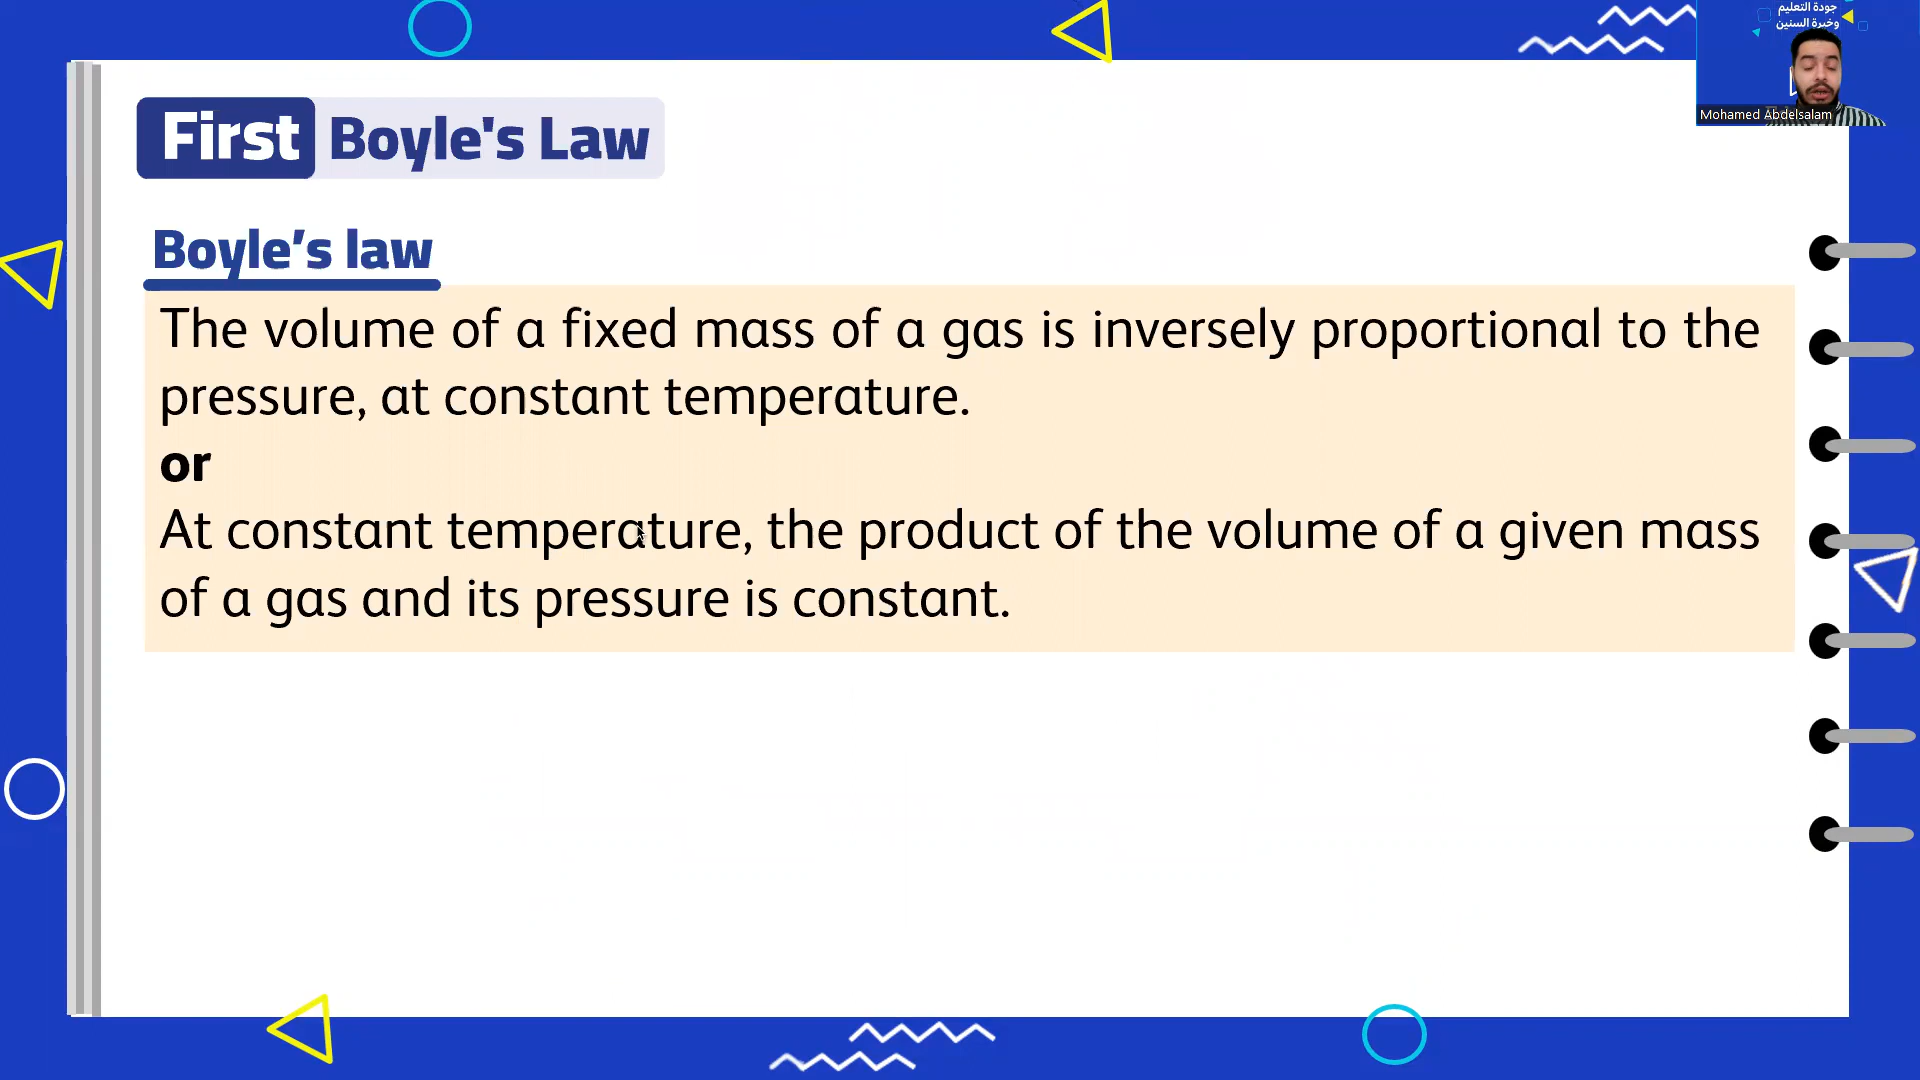 جودة التعليم
وخبرة السنين
Mohamed Abdelsalam
First Boyle's Law
Boyle’s law
The volume of a fixed mass of a gas is inversely proportional to the
pressure, at constant temperature.
or
At constant temperature, the product of the volume of a given mass
of a gas and its pressure is constant.